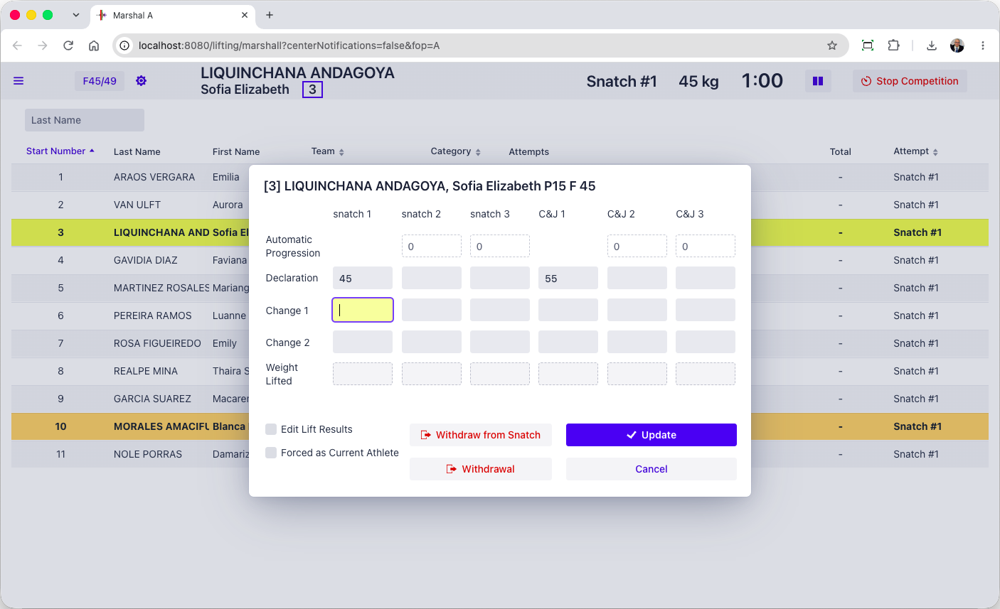 Marshal A
localhost:8080/lifting/marshall?centerNotifications=false&fop=A
F45/49
LIQUINCHANA ANDAGOYA
Sofia Elizabeth 3
Snatch #1 45 kg 1:00
Stop Competition
Last Name
Start Number Last Name First Name Team Category Attempts Total Attempt
1 ARAOS VERGARA Emilia - Snatch #1
2 VAN ULFT Aurora - Snatch #1
3 LIQUINCHANA AND Sofia El - Snatch #1
4 GAVIDIA DIAZ Faviana - Snatch #1
5 MARTINEZ ROSALES Mariang - Snatch #1
6 PEREIRA RAMOS Luanne - Snatch #1
7 ROSA FIGUEIREDO Emily - Snatch #1
8 REALPE MINA Thaira S - Snatch #1
9 GARCIA SUAREZ Macarer - Snatch #1
10 MORALES AMACIFU Blanca - Snatch #1
11 NOLE PORRAS Damariz - Snatch #1
[3] LIQUINCHANA ANDAGOYA, Sofia Elizabeth P15 F 45
snatch 1 snatch 2 snatch 3 C&J 1 C&J 2 C&J 3
Automatic
Progression 0 0 0 0
Declaration 45 55
Change 1
Change 2
Weight
Lifted
Edit Lift Results
Forced as Current Athlete
Withdraw from Snatch
Update
Withdrawal
Cancel